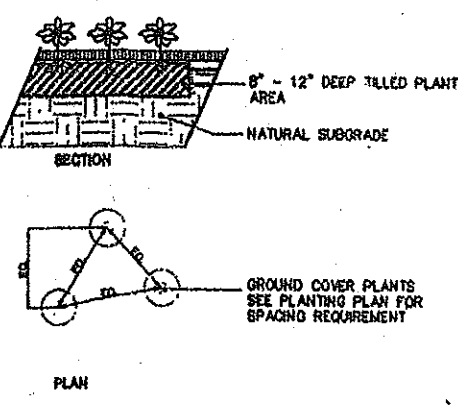 8" - 12" DEEP TILLED PLANT
AREA
NATURAL SUBGRADE
SECTION
EQ.
EQ.
EQ.
EQ.
GROUND COVER PLANTS
SEE PLANTING PLAN FOR
SPACING REQUIREMENT
PLAN